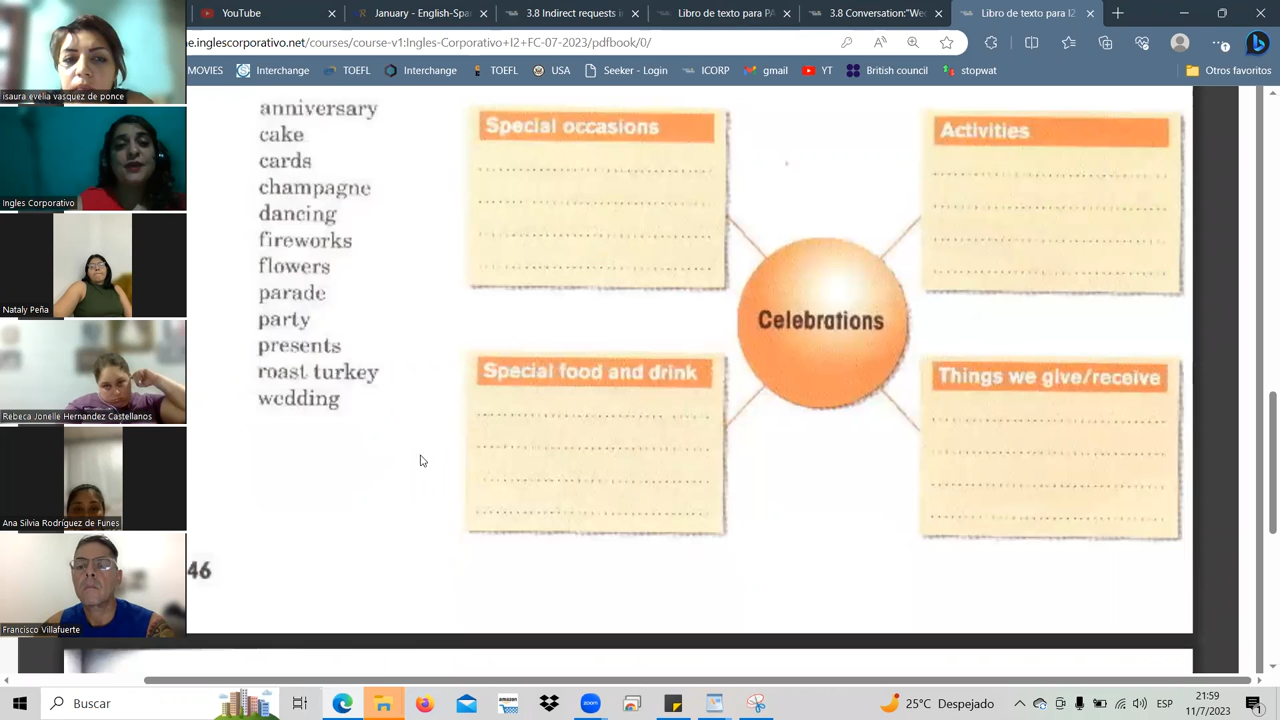 YouTube
January - English-Spa
3.8 Indirect requests i
Libro de texto para PA
3.8 Conversation:"We
Libro de texto para I2
e.inglescorporativo.net/courses/course-v1:Ingles-Corporativo+I2+FC-07-2023/pdfbook/0/
MOVIES
Interchange
TOEFL
Interchange
TOEFL
USA
Seeker - Login
ICORP
gmail
YT
British council
stopwat
Otros favoritos
isaura evelia vasquez de ponce
Ingles Corporativo
Nataly Peña
Rebeca Jonelle Hernandez Castellanos
Ana Silvia Rodríguez de Funes
Francisco Villafuerte
anniversary
cake
cards
champagne
dancing
fireworks
flowers
parade
party
presents
roast turkey
wedding
Special occasions
Activities
Celebrations
Special food and drink
Things we give/receive
46
Buscar
25°C Despejado
ESP
21:59
11/7/2023